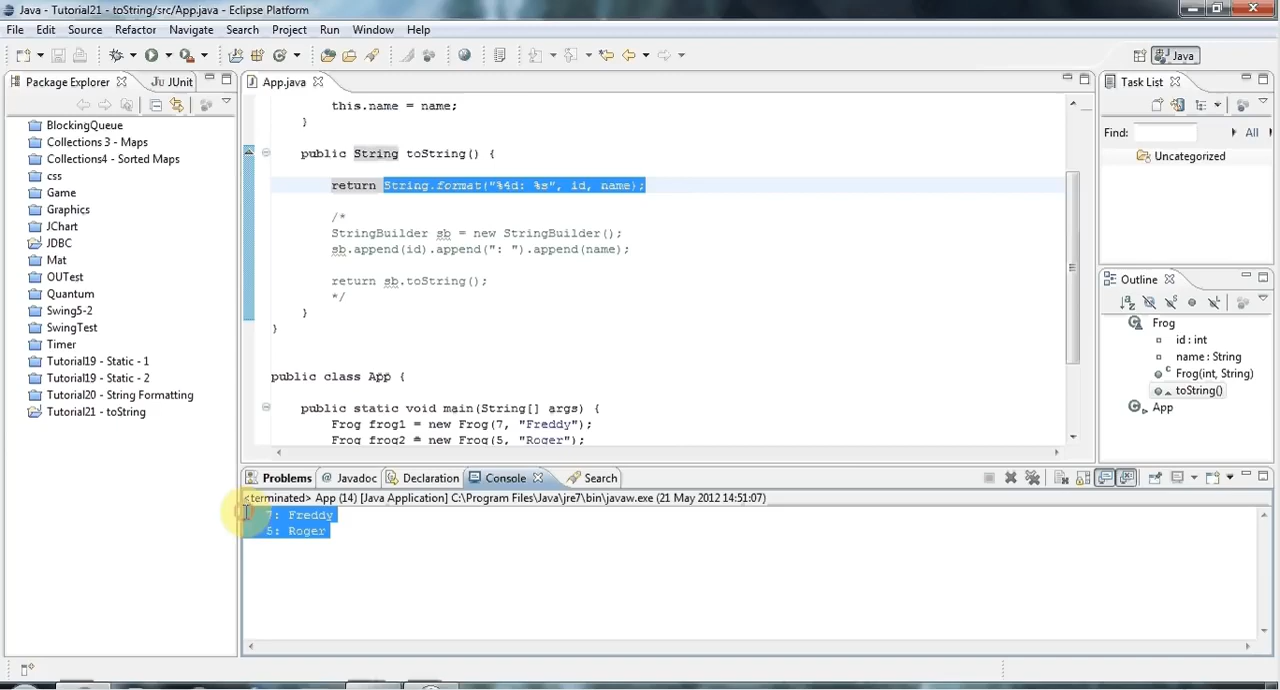 Java - Tutorial21 - toString/src/App.java - Eclipse Platform
File Edit Source Refactor Navigate Search Project Run Window Help
Java
Package Explorer
JUnit
BlockingQueue
Collections 3 - Maps
Collections4 - Sorted Maps
css
Game
Graphics
JChart
JDBC
Mat
OUTest
Quantum
Swing5-2
SwingTest
Timer
Tutorial19 - Static - 1
Tutorial19 - Static - 2
Tutorial20 - String Formatting
Tutorial21 - toString
App.java
this.name = name;
}
public String toString() {
return String.format("%4d: %s", id, name);
/*
StringBuilder sb = new StringBuilder();
sb.append(id).append(": ").append(name);
return sb.toString();
*/
}
}
public class App {
public static void main(String[] args) {
Frog frog1 = new Frog(7, "Freddy");
Frog frog2 = new Frog(5, "Roger");
Task List
Find:
All
Uncategorized
Outline
Frog
id : int
name : String
Frog(int, String)
toString()
App
Problems @ Javadoc Declaration Console Search
<terminated> App (14) [Java Application] C:\Program Files\Java\jre7\bin\javaw.exe (21 May 2012 14:51:07)
7: Freddy
5: Roger